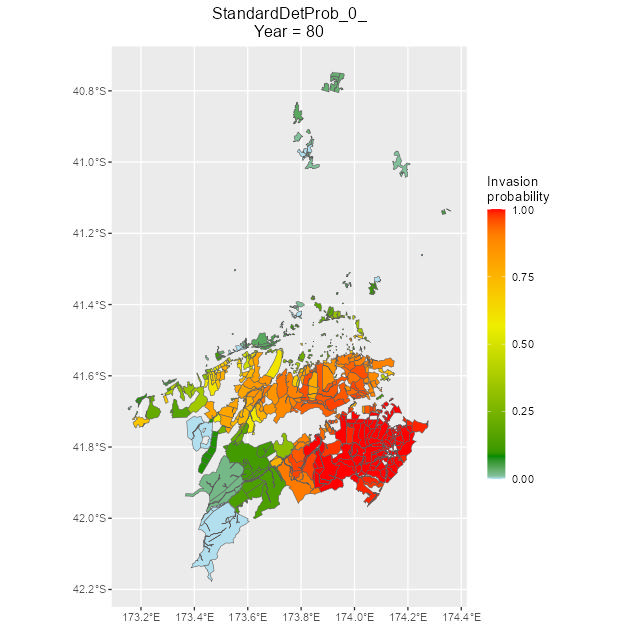 StandardDetProb_0_
Year = 80
40.8°S
41.0°S
41.2°S
41.4°S
41.6°S
41.8°S
42.0°S
42.2°S
173.2°E
173.4°E
173.6°E
173.8°E
174.0°E
174.2°E
174.4°E
Invasion
probability
1.00
0.75
0.50
0.25
0.00